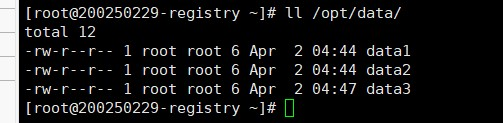 [root@200250229-registry ~]# ll /opt/data/
total 12
-rw-r--r-- 1 root root 6 Apr  2 04:44 data1
-rw-r--r-- 1 root root 6 Apr  2 04:44 data2
-rw-r--r-- 1 root root 6 Apr  2 04:47 data3
[root@200250229-registry ~]#